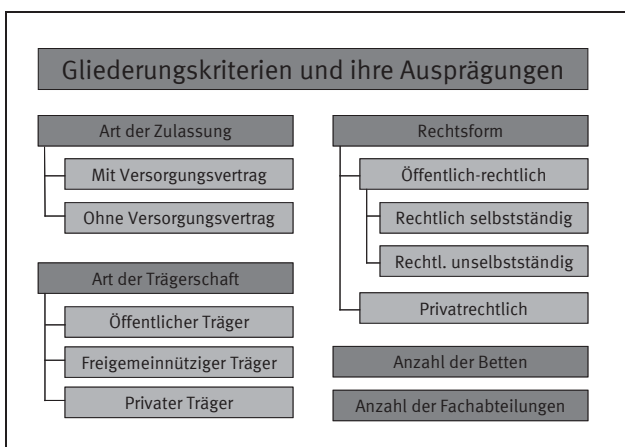 Gliederungskriterien und ihre Ausprägungen
Art der Zulassung
Mit Versorgungsvertrag
Ohne Versorgungsvertrag
Art der Trägerschaft
Öffentlicher Träger
Freigemeinnütziger Träger
Privater Träger
Rechtsform
Öffentlich-rechtlich
Rechtlich selbstständig
Rechtl. unselbstständig
Privatrechtlich
Anzahl der Betten
Anzahl der Fachabteilungen